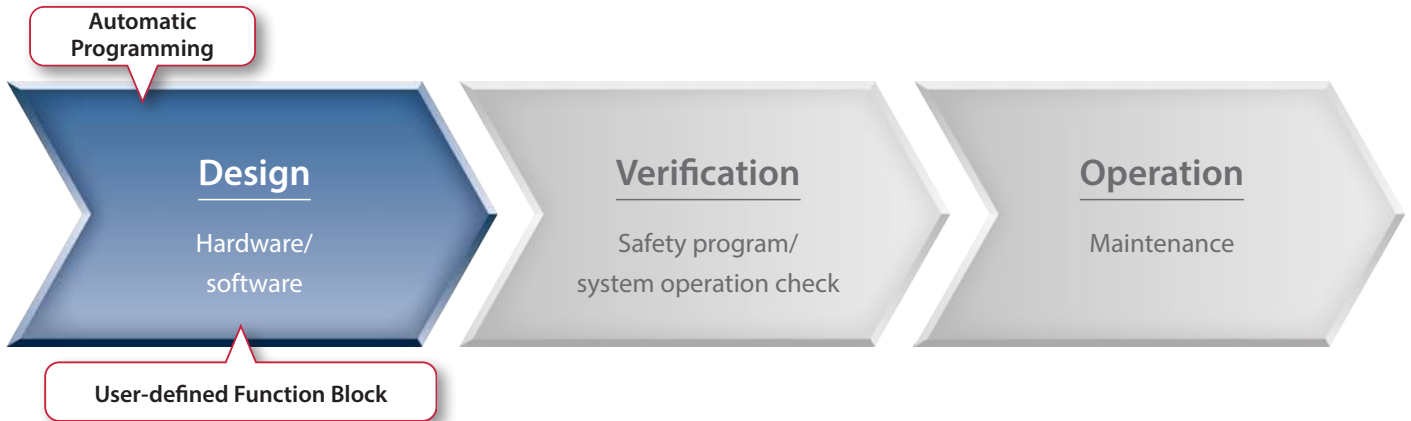 Automatic
Programming
Design
Hardware/
software
Verification
Safety program/
system operation check
Operation
Maintenance
User-defined Function Block